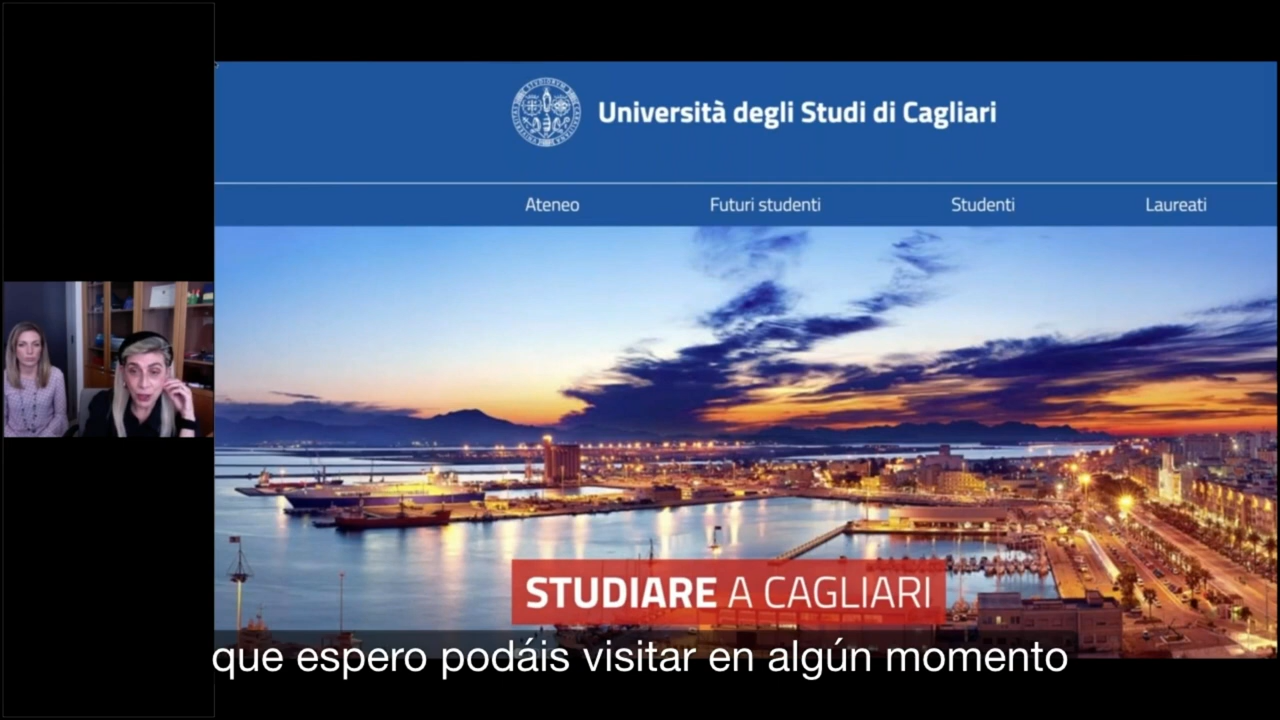 Università degli Studi di Cagliari
Ateneo Futuri studenti Studenti Laureati
STUDIARE A CAGLIARI
que espero podáis visitar en algún momento